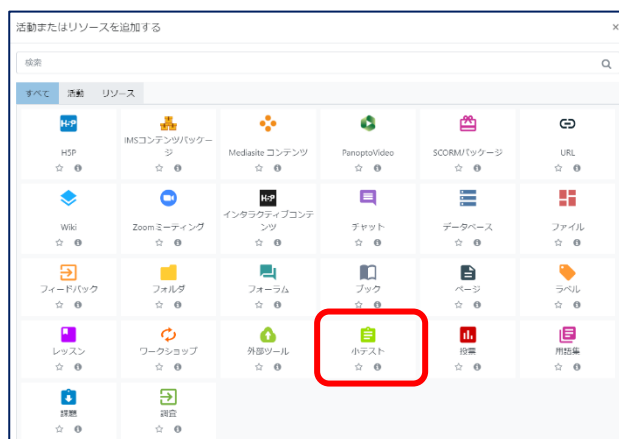 活動またはリソースを追加する ×
検索
すべて 活動 リソース
H5P
IMSコンテンツパッケー
ジ
Mediasite コンテンツ
PanoptoVideo
SCORMパッケージ
URL
Wiki
Zoomミーティング
H5P
インタラクティブコンテン
ツ
チャット
データベース
ファイル
フィードバック
フォルダ
フォーラム
ブック
ページ
ラベル
レッスン
ワークショップ
外部ツール
小テスト
投票
用語集
課題
調査